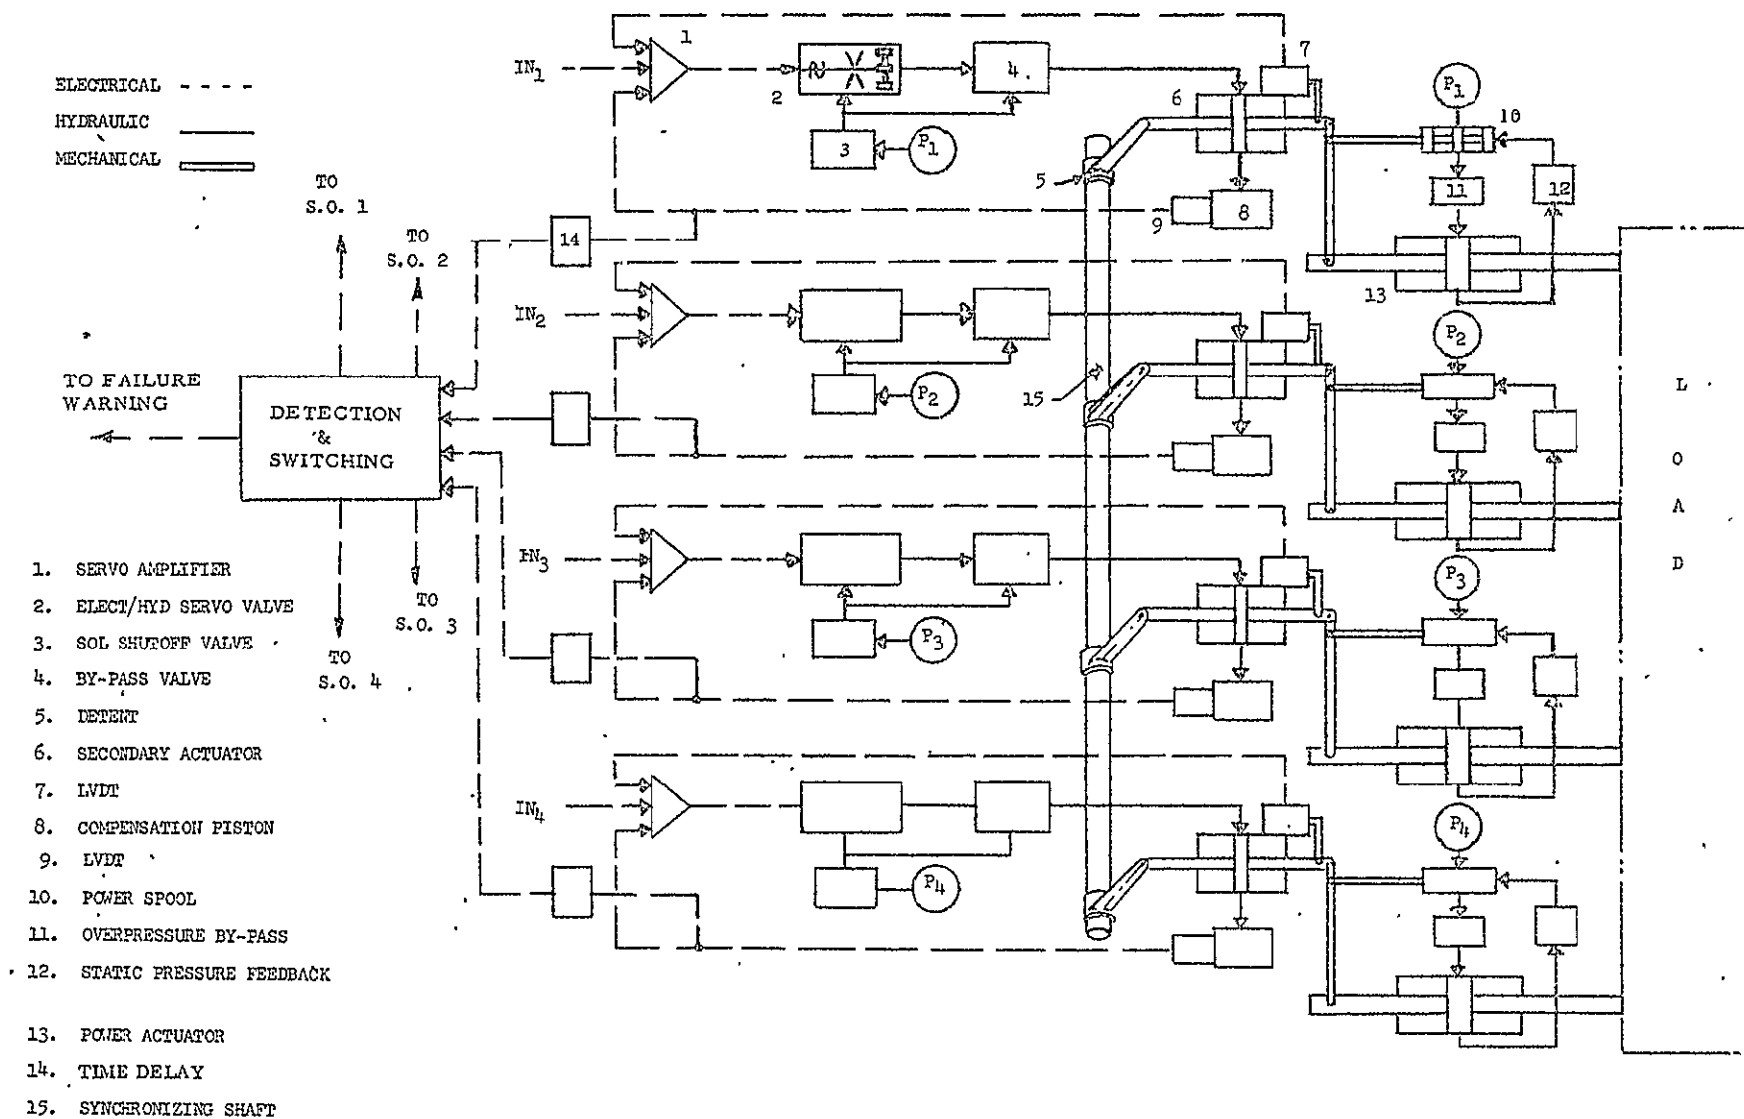 ELECTRICAL
HYDRAULIC
MECHANICAL
TO
S.O. 1
TO
S.O. 2
TO FAILURE
WARNING
DETECTION
&
SWITCHING
TO
S.O. 3
TO
S.O. 4
1. SERVO AMPLIFIER
2. ELECT/HYD SERVO VALVE
3. SOL SHUTOFF VALVE
4. BY-PASS VALVE
5. DETENT
6. SECONDARY ACTUATOR
7. LVDT
8. COMPENSATION PISTON
9. LVDT
10. POWER SPOOL
11. OVERPRESSURE BY-PASS
12. STATIC PRESSURE FEEDBACK
13. POWER ACTUATOR
14. TIME DELAY
15. SYNCHRONIZING SHAFT
IN1
1
2
3
P1
4
5
6
7
8
9
P1
10
11
12
13
14
IN2
P2
15
P2
IN3
P3
P3
IN4
P4
P4
L
O
A
D